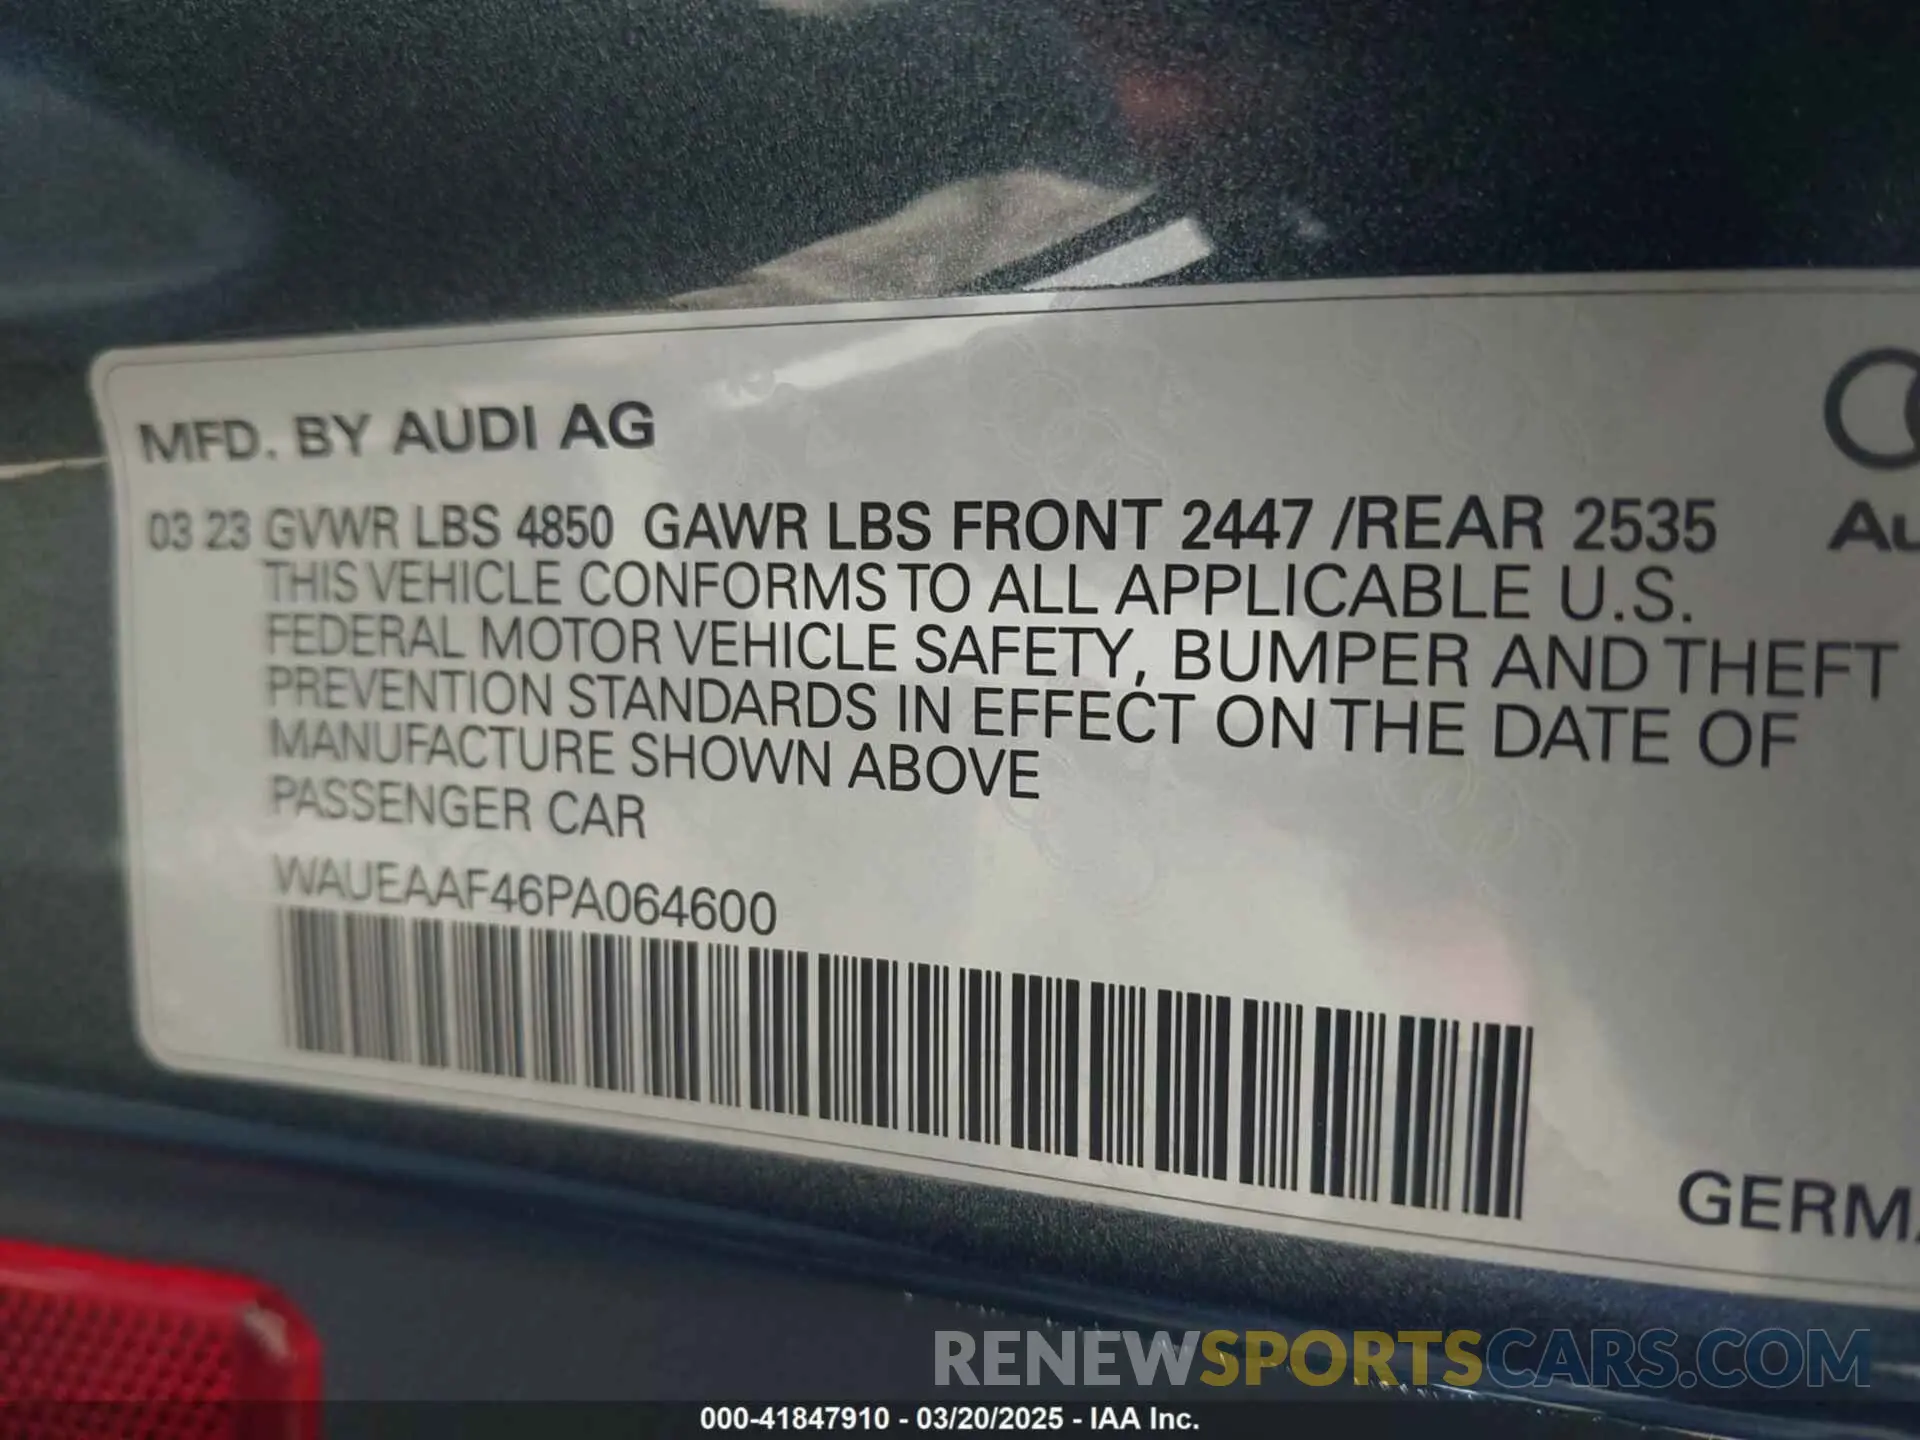 MFD. BY AUDI AG
03 23 GVWR LBS 4850 GAWR LBS FRONT 2447 /REAR 2535
THIS VEHICLE CONFORMS TO ALL APPLICABLE U.S.
FEDERAL MOTOR VEHICLE SAFETY, BUMPER AND THEFT
PREVENTION STANDARDS IN EFFECT ON THE DATE OF
MANUFACTURE SHOWN ABOVE
PASSENGER CAR
WAUEAAF46PA064600
Au
GERMA
RENEWSPORTSCARS.COM
000-41847910 - 03/20/2025 - IAA Inc.